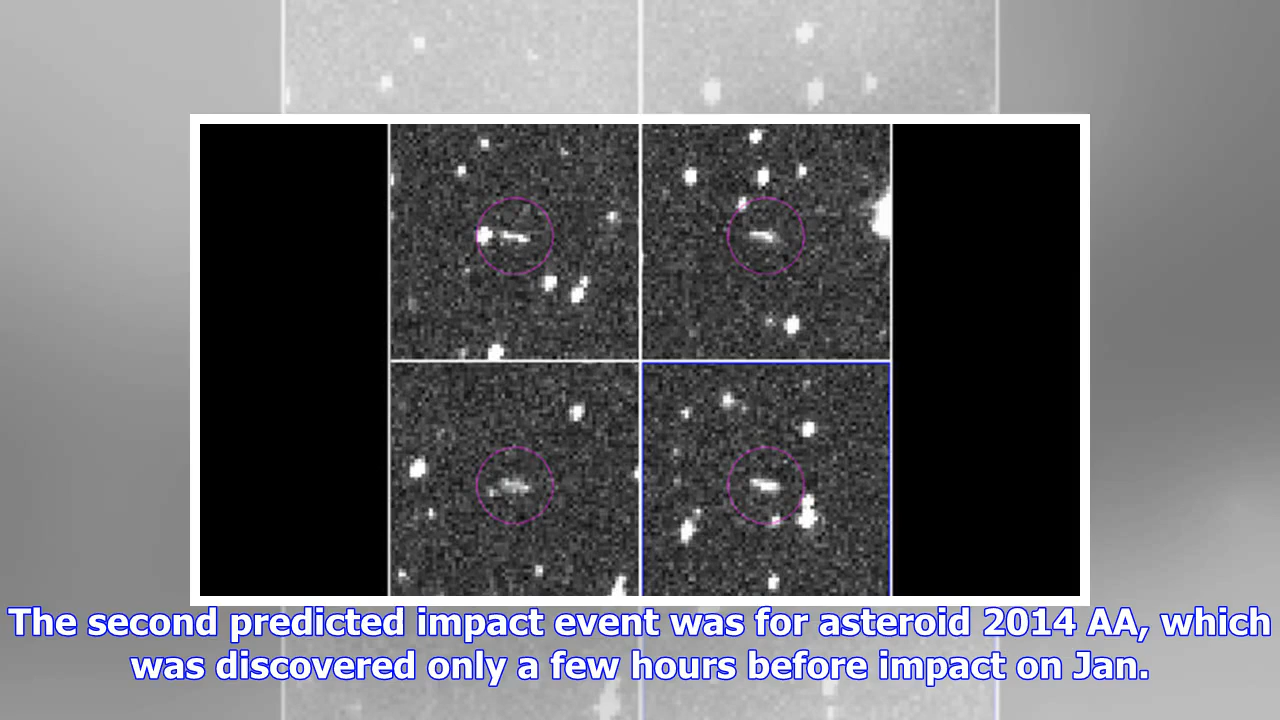 The second predicted impact event was for asteroid 2014 AA, which
was discovered only a few hours before impact on Jan.